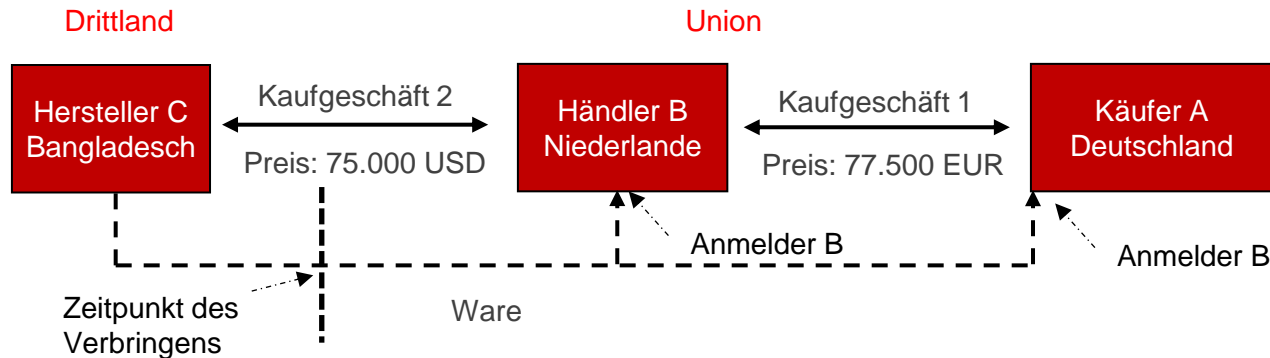 Drittland
Union
Hersteller C
Bangladesch
Kaufgeschäft 2
Preis: 75.000 USD
Händler B
Niederlande
Kaufgeschäft 1
Preis: 77.500 EUR
Käufer A
Deutschland
Anmelder B
Anmelder B
Zeitpunkt des
Verbringens
Ware